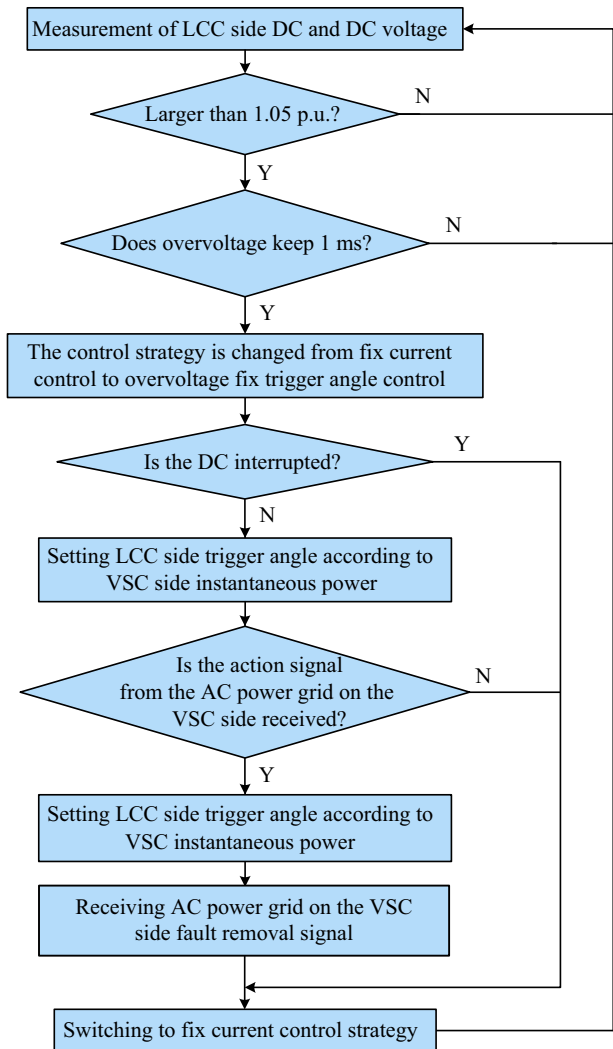 Measurement of LCC side DC and DC voltage
Larger than 1.05 p.u.?
N
Y
Does overvoltage keep 1 ms?
N
Y
The control strategy is changed from fix current
control to overvoltage fix trigger angle control
Is the DC interrupted?
Y
N
Setting LCC side trigger angle according to
VSC side instantaneous power
Is the action signal
from the AC power grid on the
VSC side received?
N
Y
Setting LCC side trigger angle according to
VSC instantaneous power
Receiving AC power grid on the VSC
side fault removal signal
Switching to fix current control strategy